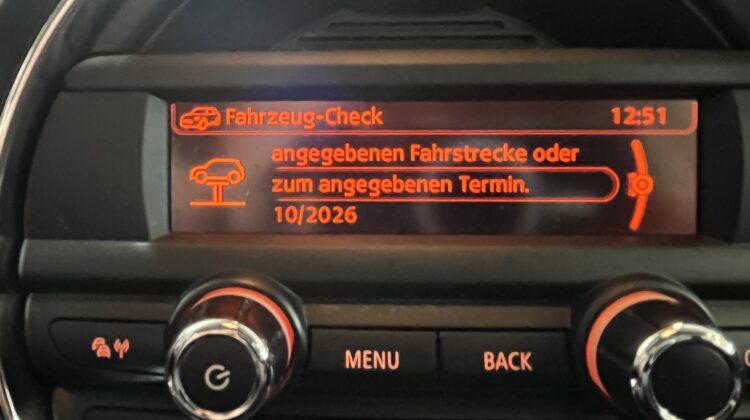 Fahrzeug-Check 12:51
angegebenen Fahrstrecke oder
zum angegebenen Termin.
10/2026
MENU BACK